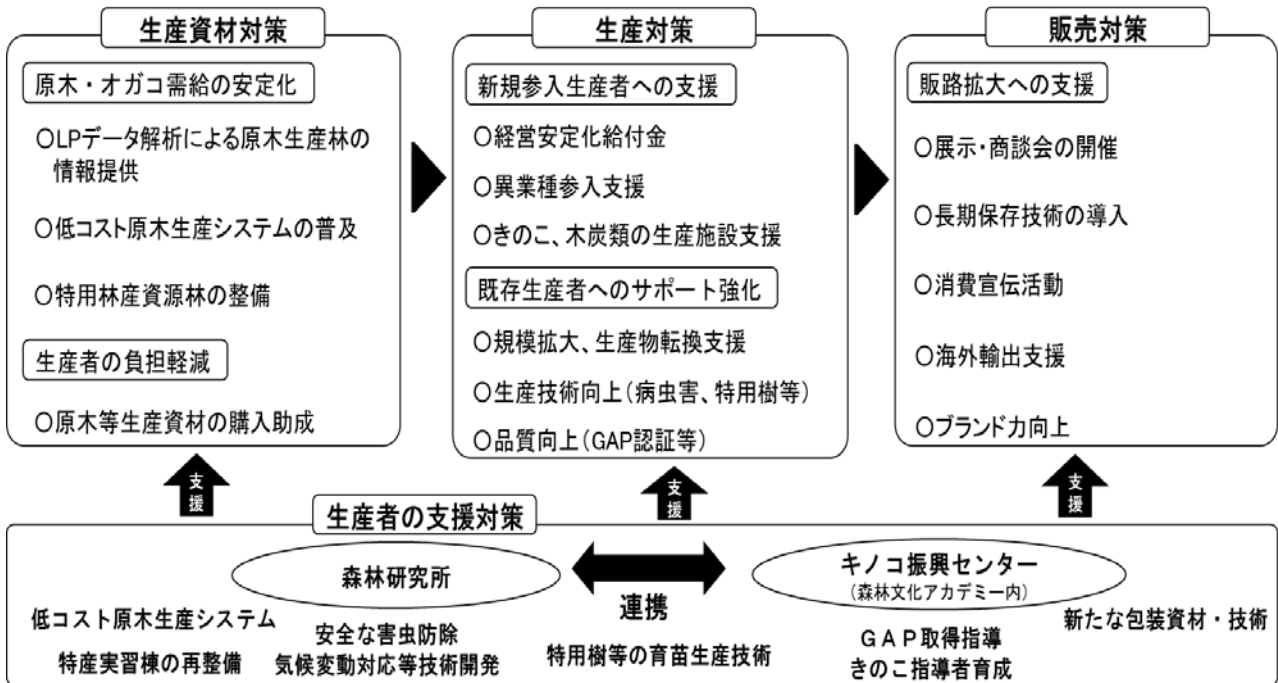 生産資材対策
原木・オガコ需給の安定化
○LPデータ解析による原木生産林の
情報提供
○低コスト原木生産システムの普及
○特用林産資源林の整備
生産者の負担軽減
○原木等生産資材の購入助成
生産対策
新規参入生産者への支援
○経営安定化給付金
○異業種参入支援
○きのこ、木炭類の生産施設支援
既存生産者へのサポート強化
○規模拡大、生産物転換支援
○生産技術向上(病虫害、特用樹等)
○品質向上(GAP認証等)
販売対策
販路拡大への支援
○展示・商談会の開催
○長期保存技術の導入
○消費宣伝活動
○海外輸出支援
○ブランド力向上
支援
支援
支援
生産者の支援対策
森林研究所
連携
キノコ振興センター
(森林文化アカデミー内)
低コスト原木生産システム
特産実習棟の再整備
安全な害虫防除
気候変動対応等技術開発
特用樹等の育苗生産技術
GAP取得指導
きのこ指導者育成
新たな包装資材・技術